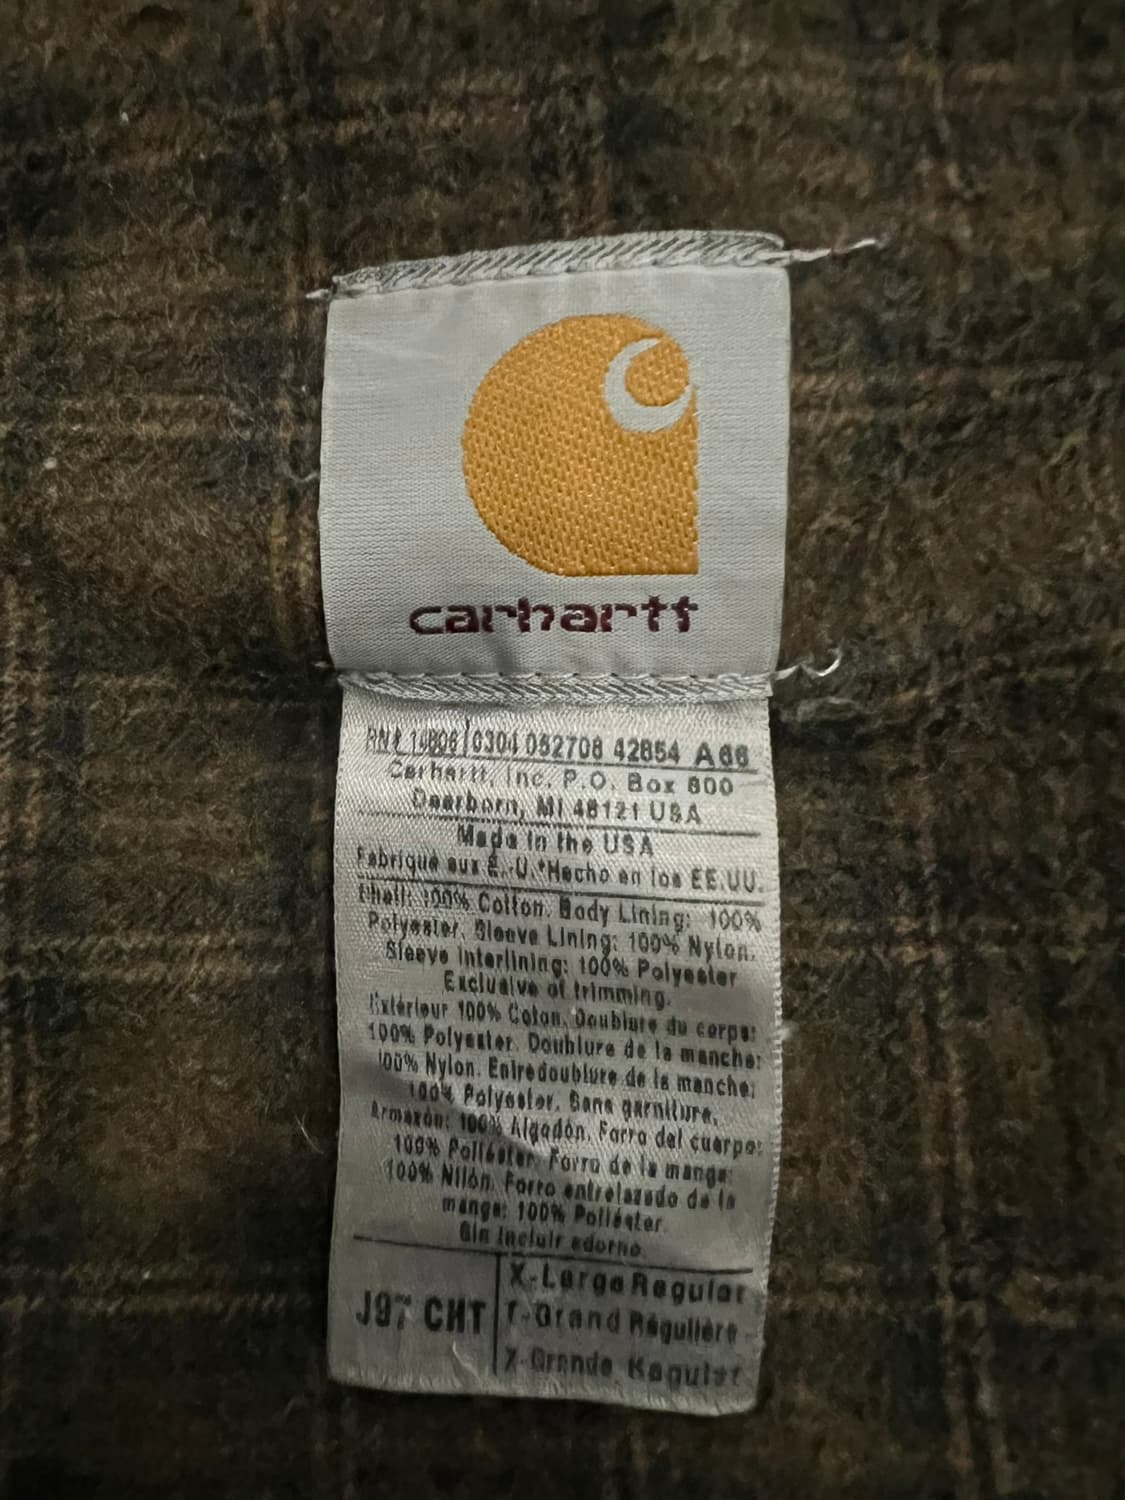 carhartt
RN# 14806 0304 052708 42854 A66
Carhartt, Inc. P.O. Box 600
Dearborn, MI 48121 USA
Made in the USA
Fabriqué aux É.-U.*Hecho en los EE.UU.
Shell: 100% Cotton. Body Lining: 100%
Polyester. Sleeve Lining: 100% Nylon.
Sleeve Interlining: 100% Polyester
Exclusive of trimming.
Extérieur 100% Coton. Doublure du corps:
100% Polyester. Doublure de la manche:
100% Nylon. Entredoublure de la manche:
100% Polyester. Sans garniture.
Armazón: 100% Algodón. Forro del cuerpo:
100% Poliéster. Forro de la manga:
100% Nilón. Forro entrelazado de la
manga: 100% Poliéster.
Sin incluir adorno.
J97 CHT
X-Large Regular
T-Grand Régulière
X-Grande Regular